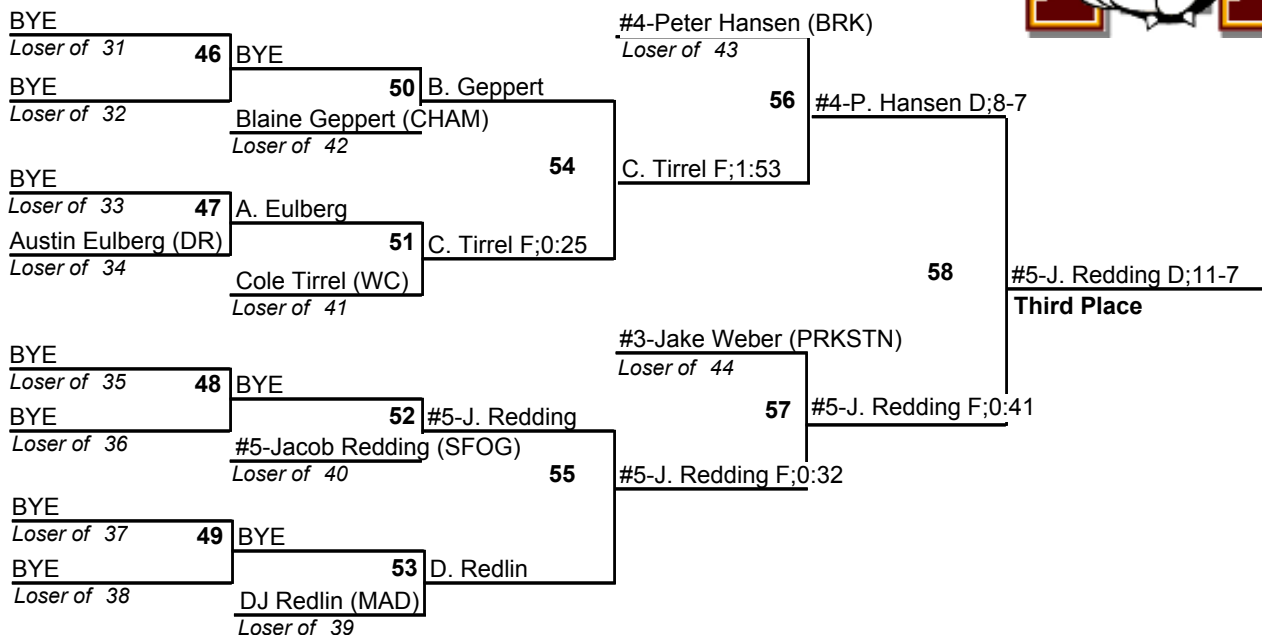 BYE
Loser of 31
46
BYE
BYE
Loser of 32
50
B. Geppert
Blaine Geppert (CHAM)
Loser of 42
54
BYE
Loser of 33
47
A. Eulberg
Austin Eulberg (DR)
Loser of 34
51
C. Tirrel F;0:25
Cole Tirrel (WC)
Loser of 41
#4-Peter Hansen (BRK)
Loser of 43
56
#4-P. Hansen D;8-7
C. Tirrel F;1:53
58
#5-J. Redding D;11-7
Third Place
BYE
Loser of 35
48
BYE
BYE
Loser of 36
52
#5-J. Redding
#5-Jacob Redding (SFOG)
Loser of 40
55
BYE
Loser of 37
49
BYE
BYE
Loser of 38
53
D. Redlin
DJ Redlin (MAD)
Loser of 39
#3-Jake Weber (PRKSTN)
Loser of 44
57
#5-J. Redding F;0:41
#5-J. Redding F;0:32